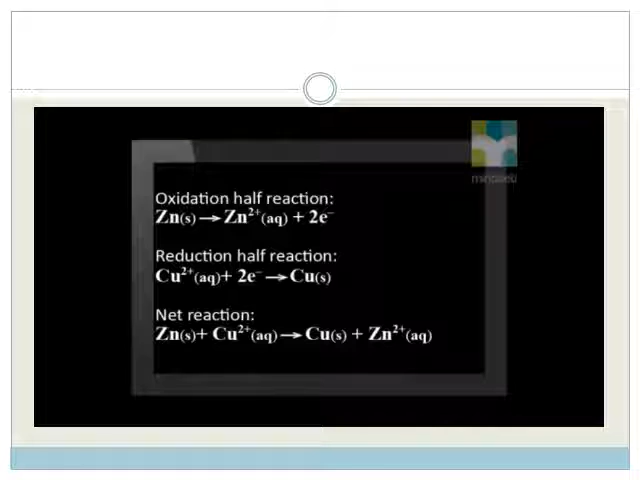 Oxidation half reaction:
Zn(s) → Zn²⁺(aq) + 2e⁻
Reduction half reaction:
Cu²⁺(aq)+ 2e⁻ → Cu(s)
Net reaction:
Zn(s)+ Cu²⁺(aq) → Cu(s) + Zn²⁺(aq)